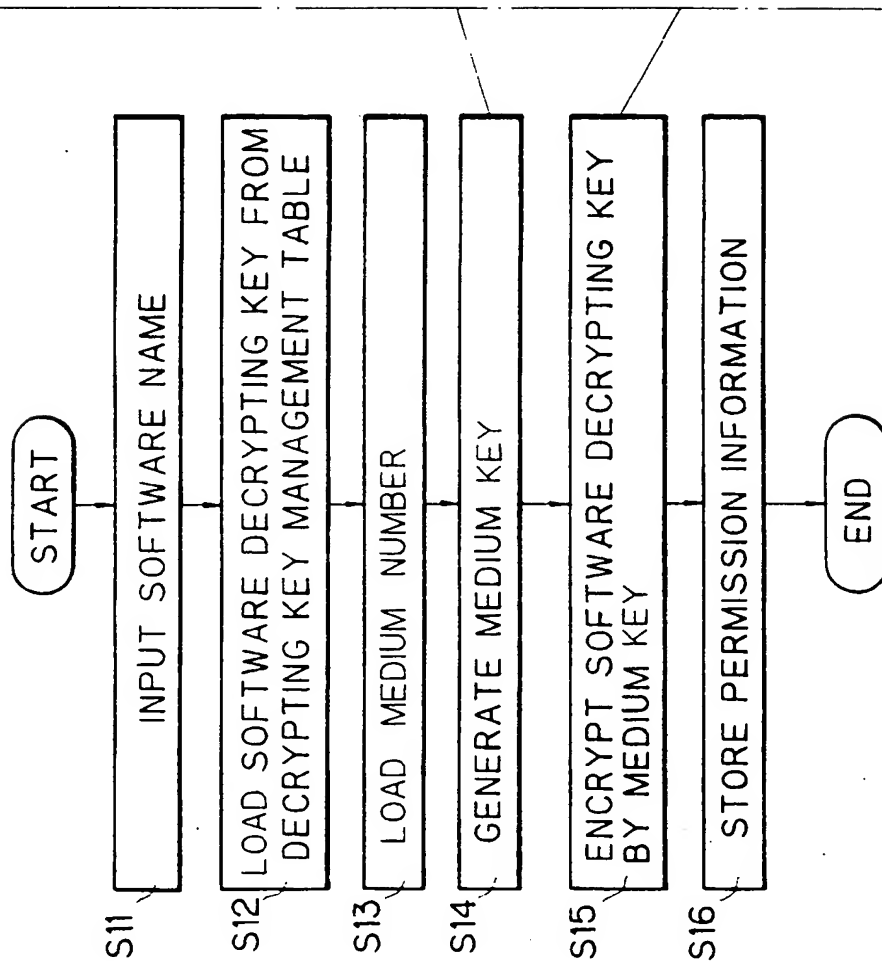 START
S11
INPUT SOFTWARE NAME
S12
LOAD SOFTWARE DECRYPTING KEY FROM
DECRYPTING KEY MANAGEMENT TABLE
S13
LOAD MEDIUM NUMBER
S14
GENERATE MEDIUM KEY
S15
ENCRYPT SOFTWARE DECRYPTING KEY
BY MEDIUM KEY
S16
STORE PERMISSION INFORMATION
END